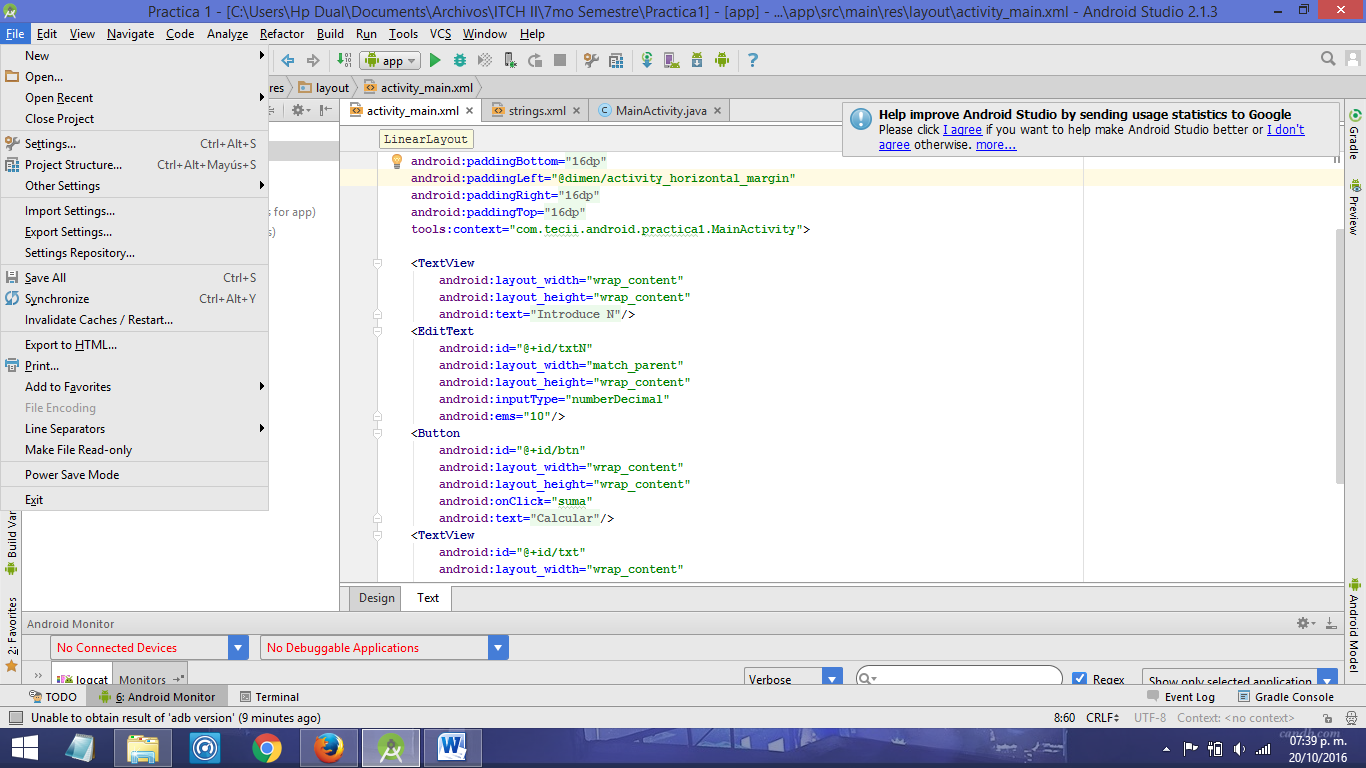 Practica 1 - [C:\Users\Hp Dual\Documents\Archivos\ITCH II\7mo Semestre\Practica1] - [app] - ...\app\src\main\res\layout\activity_main.xml - Android Studio 2.1.3
File Edit View Navigate Code Analyze Refactor Build Run Tools VCS Window Help
app
res layout activity_main.xml
activity_main.xml strings.xml MainActivity.java
New
Open...
Open Recent
Close Project
Settings... Ctrl+Alt+S
Project Structure... Ctrl+Alt+Mayús+S
Other Settings
Import Settings...
Export Settings...
Settings Repository...
Save All Ctrl+S
Synchronize Ctrl+Alt+Y
Invalidate Caches / Restart...
Export to HTML...
Print...
Add to Favorites
File Encoding
Line Separators
Make File Read-only
Power Save Mode
Exit
s for app)
s)
LinearLayout
android:paddingBottom="16dp"
android:paddingLeft="@dimen/activity_horizontal_margin"
android:paddingRight="16dp"
android:paddingTop="16dp"
tools:context="com.tecii.android.practica1.MainActivity">
<TextView
android:layout_width="wrap_content"
android:layout_height="wrap_content"
android:text="Introduce N"/>
<EditText
android:id="@+id/txtN"
android:layout_width="match_parent"
android:layout_height="wrap_content"
android:inputType="numberDecimal"
android:ems="10"/>
<Button
android:id="@+id/btn"
android:layout_width="wrap_content"
android:layout_height="wrap_content"
android:onClick="suma"
android:text="Calcular"/>
<TextView
android:id="@+id/txt"
android:layout_width="wrap_content"
Help improve Android Studio by sending usage statistics to Google
Please click I agree if you want to help make Android Studio better or I don't
agree otherwise. more...
Gradle
Preview
Android Model
Build Var
2: Favorites
Design Text
Android Monitor
No Connected Devices No Debuggable Applications
logcat Monitors Verbose Regex Show only selected application
TODO 6: Android Monitor Terminal Event Log Gradle Console
Unable to obtain result of 'adb version' (9 minutes ago) 8:60 CRLF UTF-8 Context: <no context>
candh.com
07:39 p. m.
20/10/2016